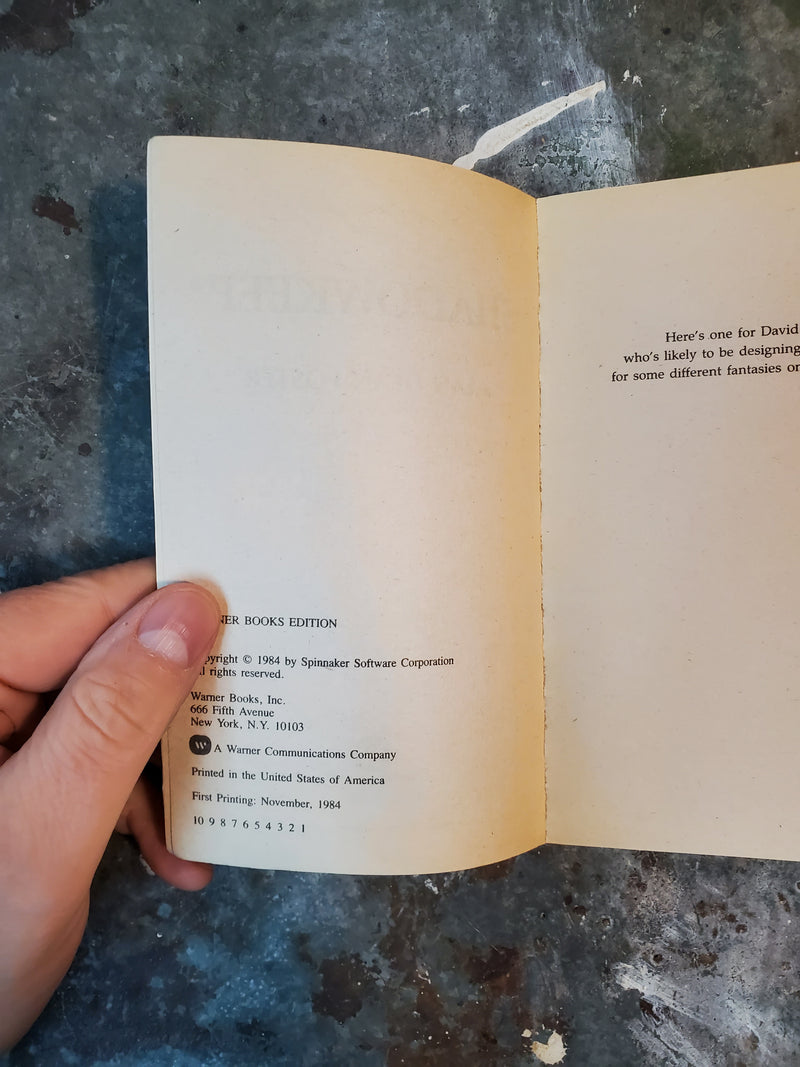 NER BOOKS EDITION
pyright © 1984 by Spinnaker Software Corporation
rights reserved.
Warner Books, Inc.
666 Fifth Avenue
New York, N.Y. 10103
W A Warner Communications Company
Printed in the United States of America
First Printing: November, 1984
10 9 8 7 6 5 4 3 2 1
Here's one for David
who's likely to be designing
for some different fantasies or